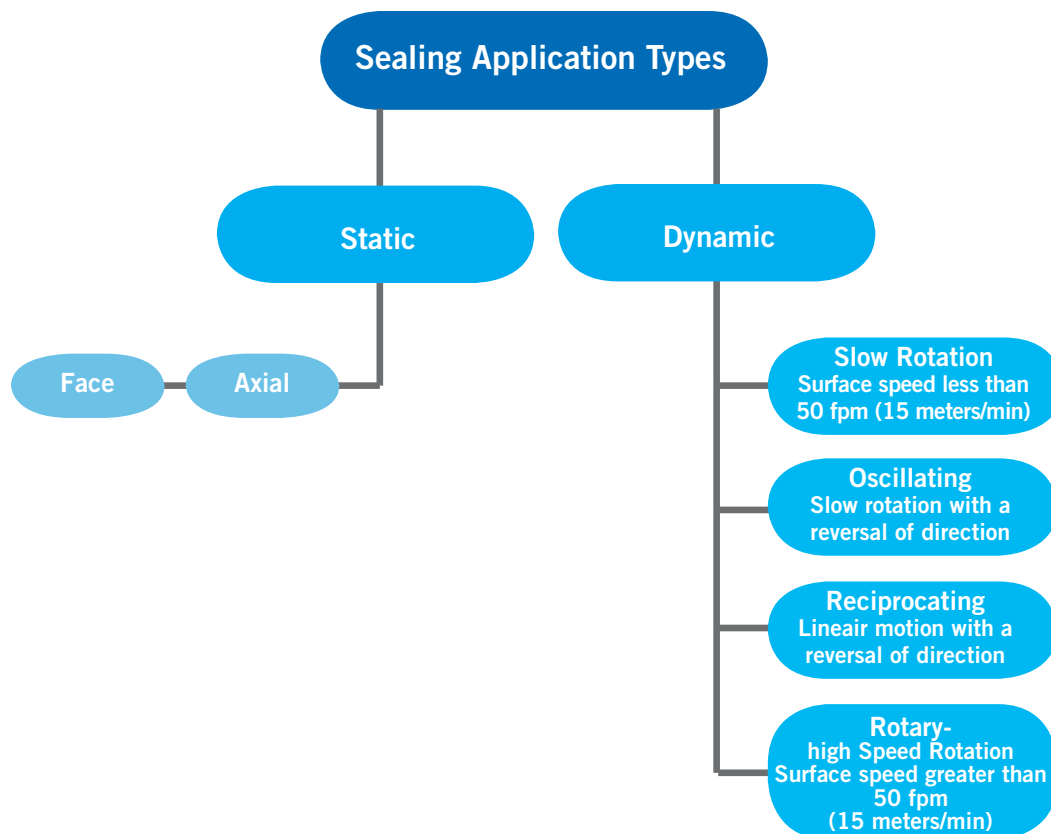 Sealing Application Types
Static
Dynamic
Face
Axial
Slow Rotation
Surface speed less than
50 fpm (15 meters/min)
Oscillating
Slow rotation with a
reversal of direction
Reciprocating
Lineair motion with a
reversal of direction
Rotary-
high Speed Rotation
Surface speed greater than
50 fpm
(15 meters/min)